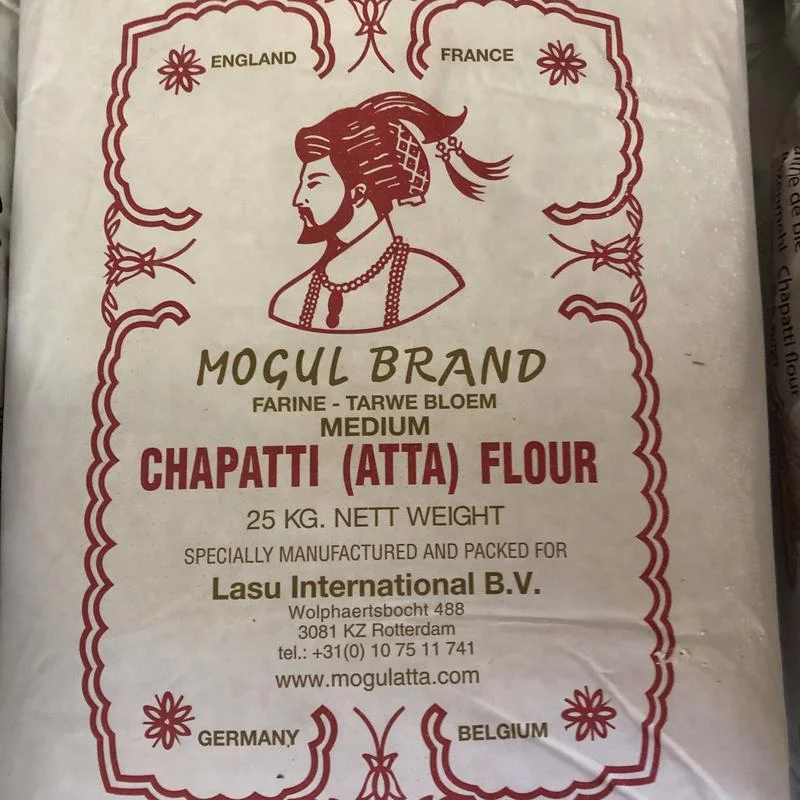 ENGLAND
FRANCE
MOGUL BRAND
FARINE - TARWE BLOEM
MEDIUM
CHAPATTI (ATTA) FLOUR
25 KG. NETT WEIGHT
SPECIALLY MANUFACTURED AND PACKED FOR
Lasu International B.V.
Wolphaertsbocht 488
3081 KZ Rotterdam
tel.: +31(0) 10 75 11 741
www.mogulatta.com
GERMANY
BELGIUM
de blé
Chapatti flour